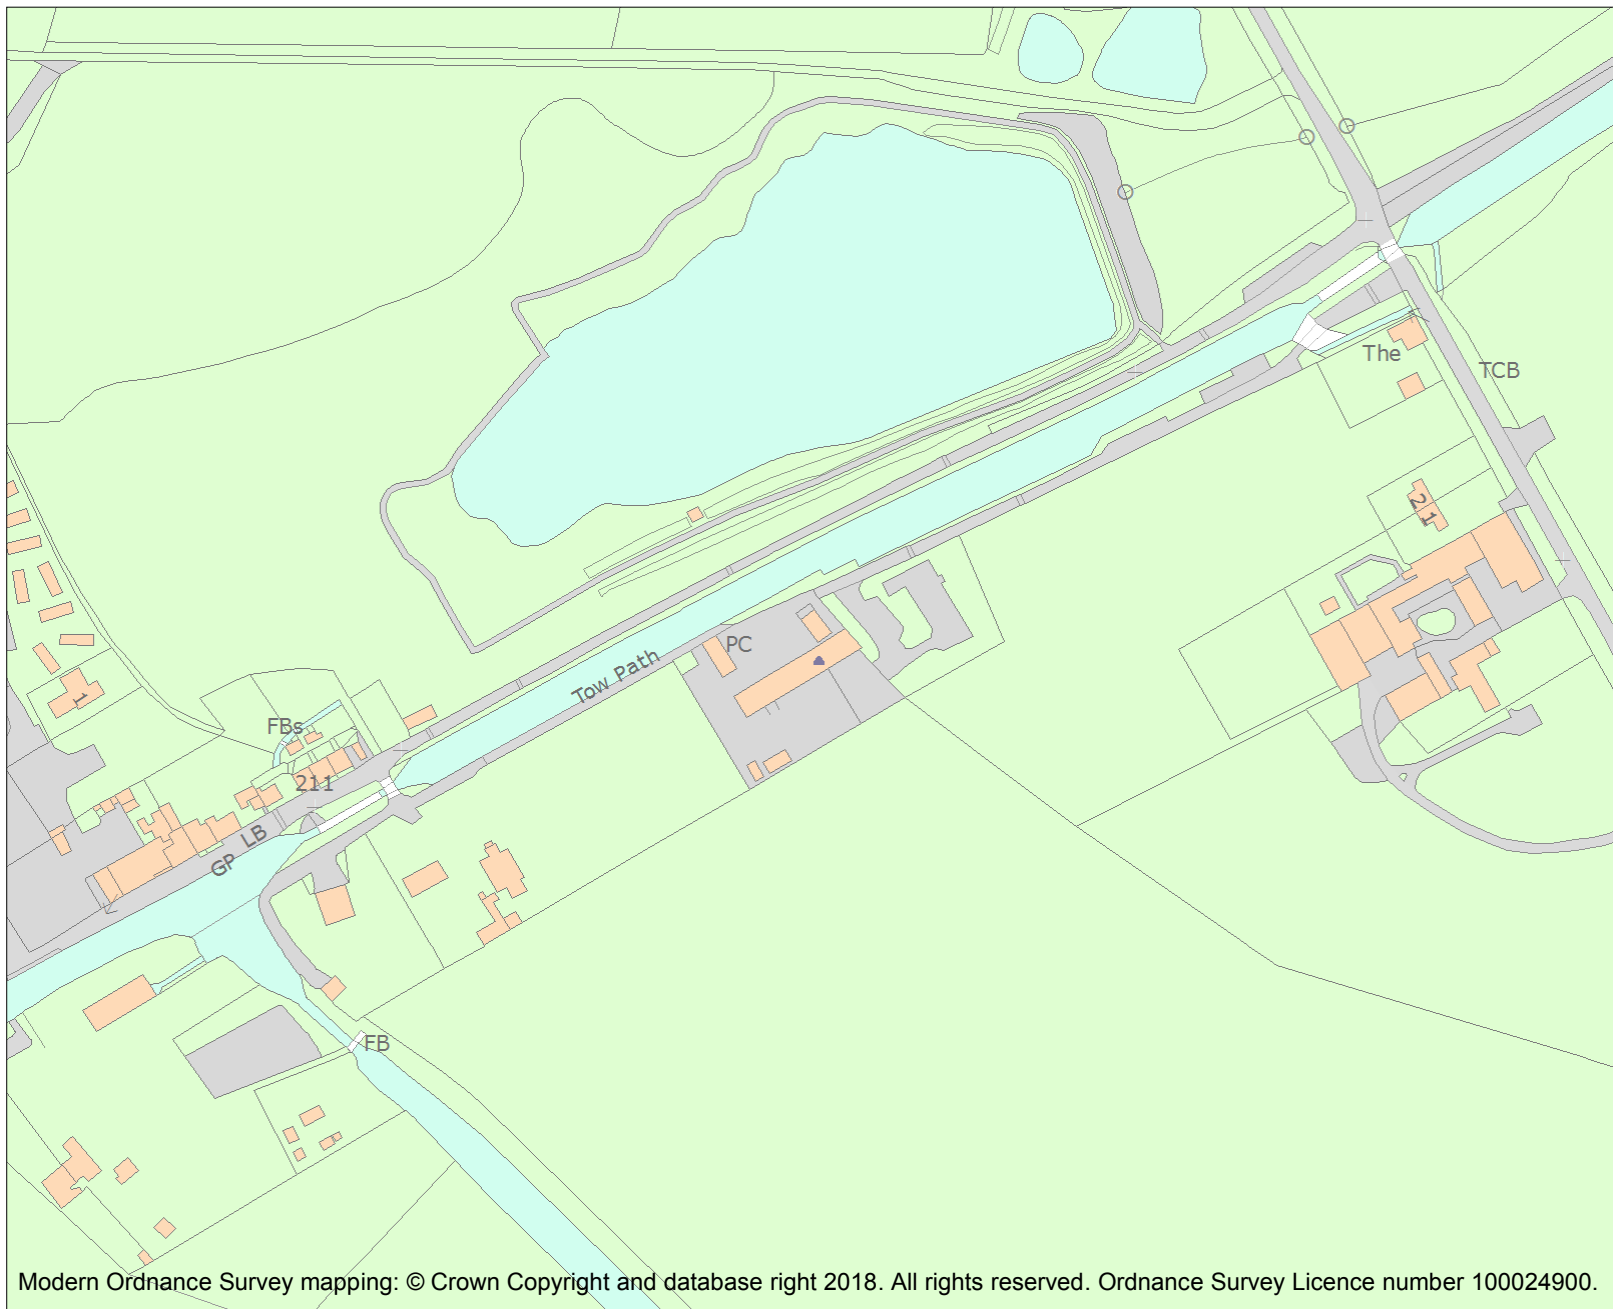 The
TCB
21
PC
Tow Path
1
FBs
211
LB
GP
FB
Modern Ordnance Survey mapping: © Crown Copyright and database right 2018. All rights reserved. Ordnance Survey Licence number 100024900.